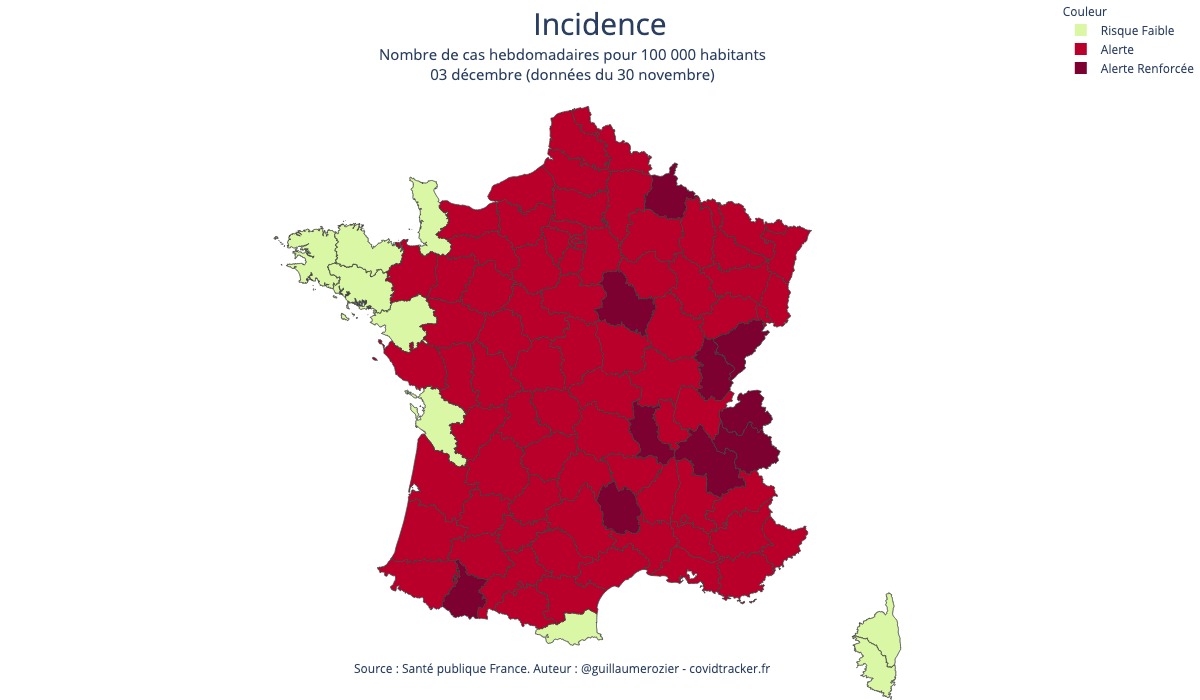 Incidence
Nombre de cas hebdomadaires pour 100 000 habitants
03 décembre (données du 30 novembre)
Couleur
Risque Faible
Alerte
Alerte Renforcée
Source : Santé publique France. Auteur : @guillaumerozier - covidtracker.fr